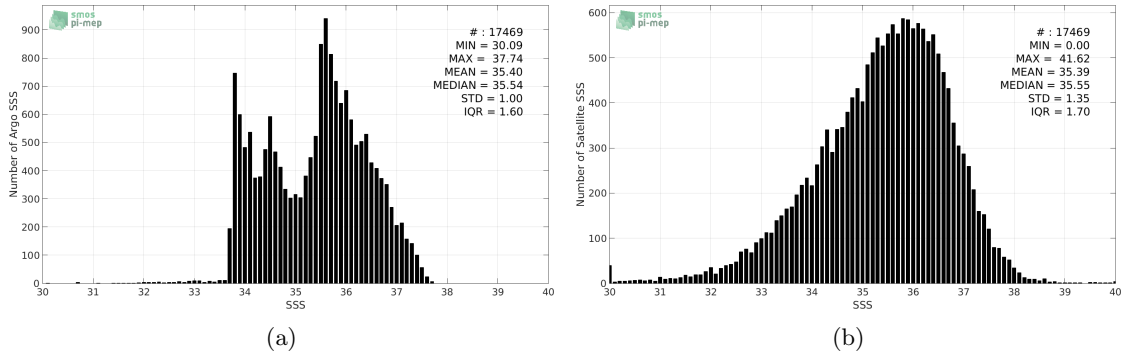 smos
pi-mep
# : 17469
MIN = 30.09
MAX = 37.74
MEAN = 35.40
MEDIAN = 35.54
STD = 1.00
IQR = 1.60
Number of Argo SSS
900
800
700
600
500
400
300
200
100
0
30 31 32 33 34 35 36 37 38 39 40
SSS
(a)
smos
pi-mep
# : 17469
MIN = 0.00
MAX = 41.62
MEAN = 35.39
MEDIAN = 35.55
STD = 1.35
IQR = 1.70
Number of Satellite SSS
600
500
400
300
200
100
0
30 31 32 33 34 35 36 37 38 39 40
SSS
(b)